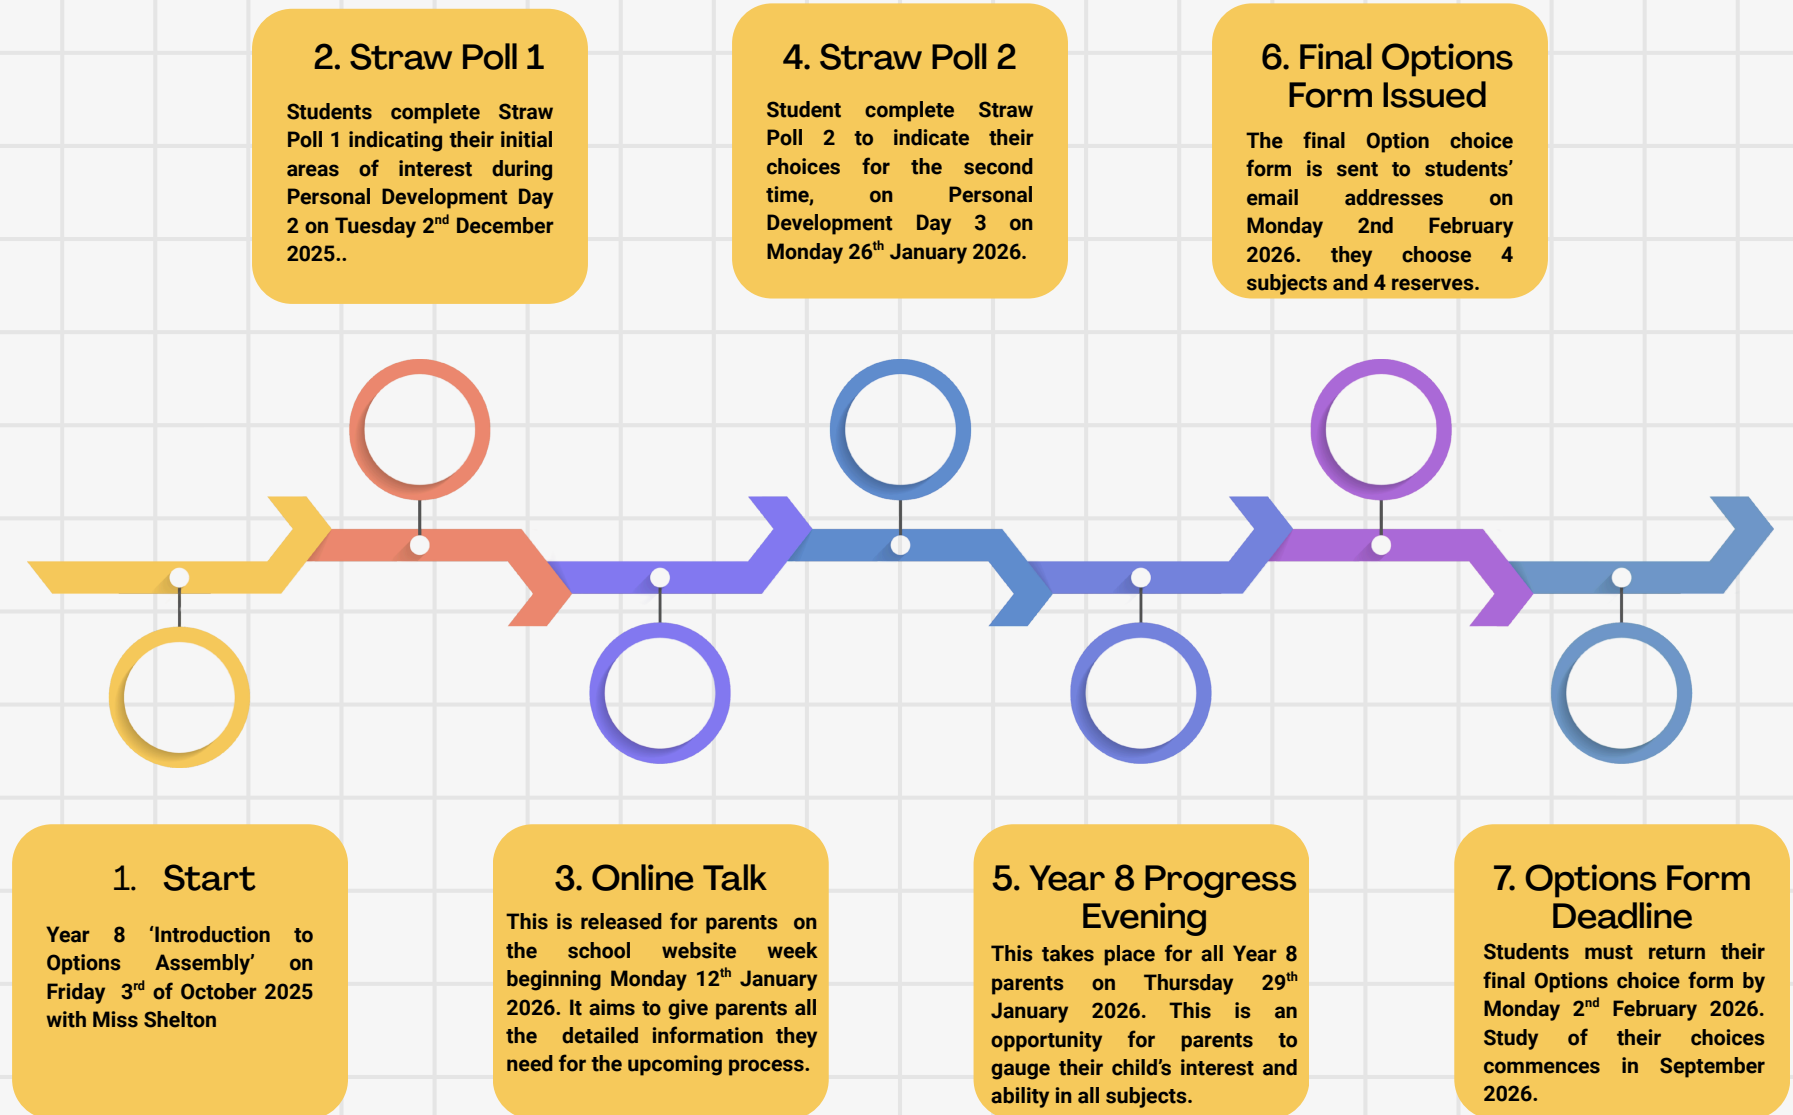 2. Straw Poll 1
Students complete Straw
Poll 1 indicating their initial
areas of interest during
Personal Development Day
2 on Tuesday 2nd December
2025..
4. Straw Poll 2
Student complete Straw
Poll 2 to indicate their
choices for the second
time, on Personal
Development Day 3 on
Monday 26th January 2026.
6. Final Options
Form Issued
The final Option choice
form is sent to students’
email addresses on
Monday 2nd February
2026. they choose 4
subjects and 4 reserves.
1. Start
Year 8 ‘Introduction to
Options Assembly’ on
Friday 3rd of October 2025
with Miss Shelton
3. Online Talk
This is released for parents on
the school website week
beginning Monday 12th January
2026. It aims to give parents all
the detailed information they
need for the upcoming process.
5. Year 8 Progress
Evening
This takes place for all Year 8
parents on Thursday 29th
January 2026. This is an
opportunity for parents to
gauge their child’s interest and
ability in all subjects.
7. Options Form
Deadline
Students must return their
final Options choice form by
Monday 2nd February 2026.
Study of their choices
commences in September
2026.